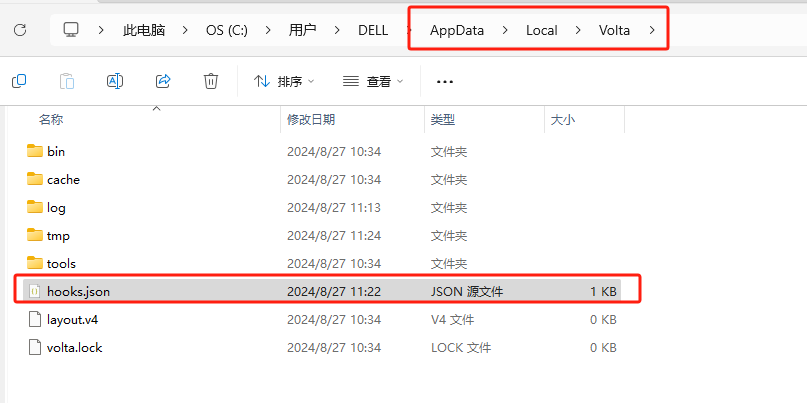 此电脑 > OS (C:) > 用户 > DELL > AppData > Local > Volta >
排序 查看 ...
名称 修改日期 类型 大小
bin 2024/8/27 10:34 文件夹
cache 2024/8/27 10:34 文件夹
log 2024/8/27 11:13 文件夹
tmp 2024/8/27 11:24 文件夹
tools 2024/8/27 10:34 文件夹
hooks.json 2024/8/27 11:22 JSON 源文件 1 KB
layout.v4 2024/8/27 10:34 V4 文件 0 KB
volta.lock 2024/8/27 10:34 LOCK 文件 0 KB